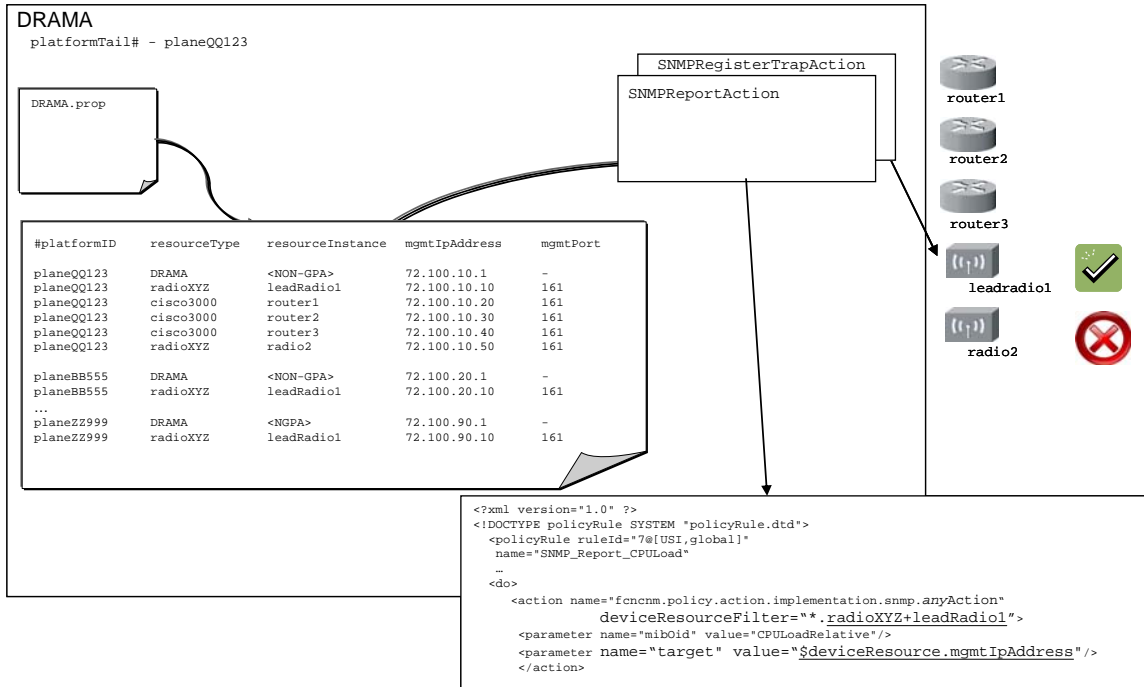 DRAMA
platformTail# - planeQQ123
SNMPRegisterTrapAction
SNMPReportAction
DRAMA.prop
router1
router2
router3
leadradio1
radio2
#platformID resourceType resourceInstance mgmtIpAddress mgmtPort
planeQQ123 DRAMA <NON-GPA> 72.100.10.1 -
planeQQ123 radioXYZ leadRadio1 72.100.10.10 161
planeQQ123 cisco3000 router1 72.100.10.20 161
planeQQ123 cisco3000 router2 72.100.10.30 161
planeQQ123 cisco3000 router3 72.100.10.40 161
planeQQ123 radioXYZ radio2 72.100.10.50 161
planeBB555 DRAMA <NON-GPA> 72.100.20.1 -
planeBB555 radioXYZ leadRadio1 72.100.20.10 161
…
planeZZ999 DRAMA <NGPA> 72.100.90.1 -
planeZZ999 radioXYZ leadRadio1 72.100.90.10 161
<?xml version="1.0" ?>
<!DOCTYPE policyRule SYSTEM "policyRule.dtd">
<policyRule ruleId="7@[USI,global]"
name="SNMP_Report_CPULoad“
…
<do>
<action name="fcncnm.policy.action.implementation.snmp.anyAction“
deviceResourceFilter=“*.radioXYZ+leadRadio1”>
<parameter name="mibOid" value="CPULoadRelative"/>
<parameter name=“target" value=“$deviceResource.mgmtIpAddress"/>
</action>